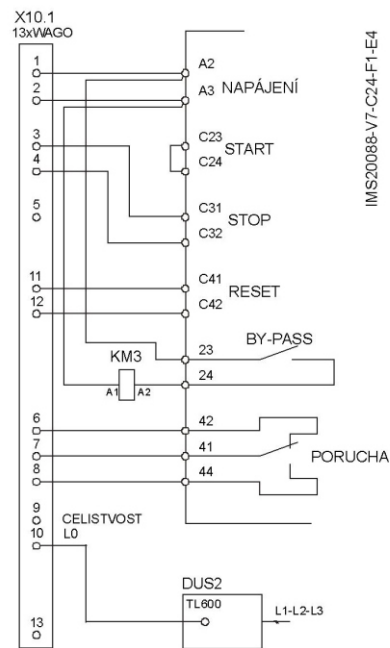 X10.1
13xWAGO
1
2
3
4
5
11
12
6
7
8
9
10
13
A2
A3
NAPÁJENÍ
C23
START
C24
C31
STOP
C32
C41
RESET
C42
BY-PASS
23
24
KM3
A1
A2
42
41
PORUCHA
44
CELISTVOST
L0
DUS2
TL600
L1-L2-L3
IMS20088-V7-C24-F1-E4